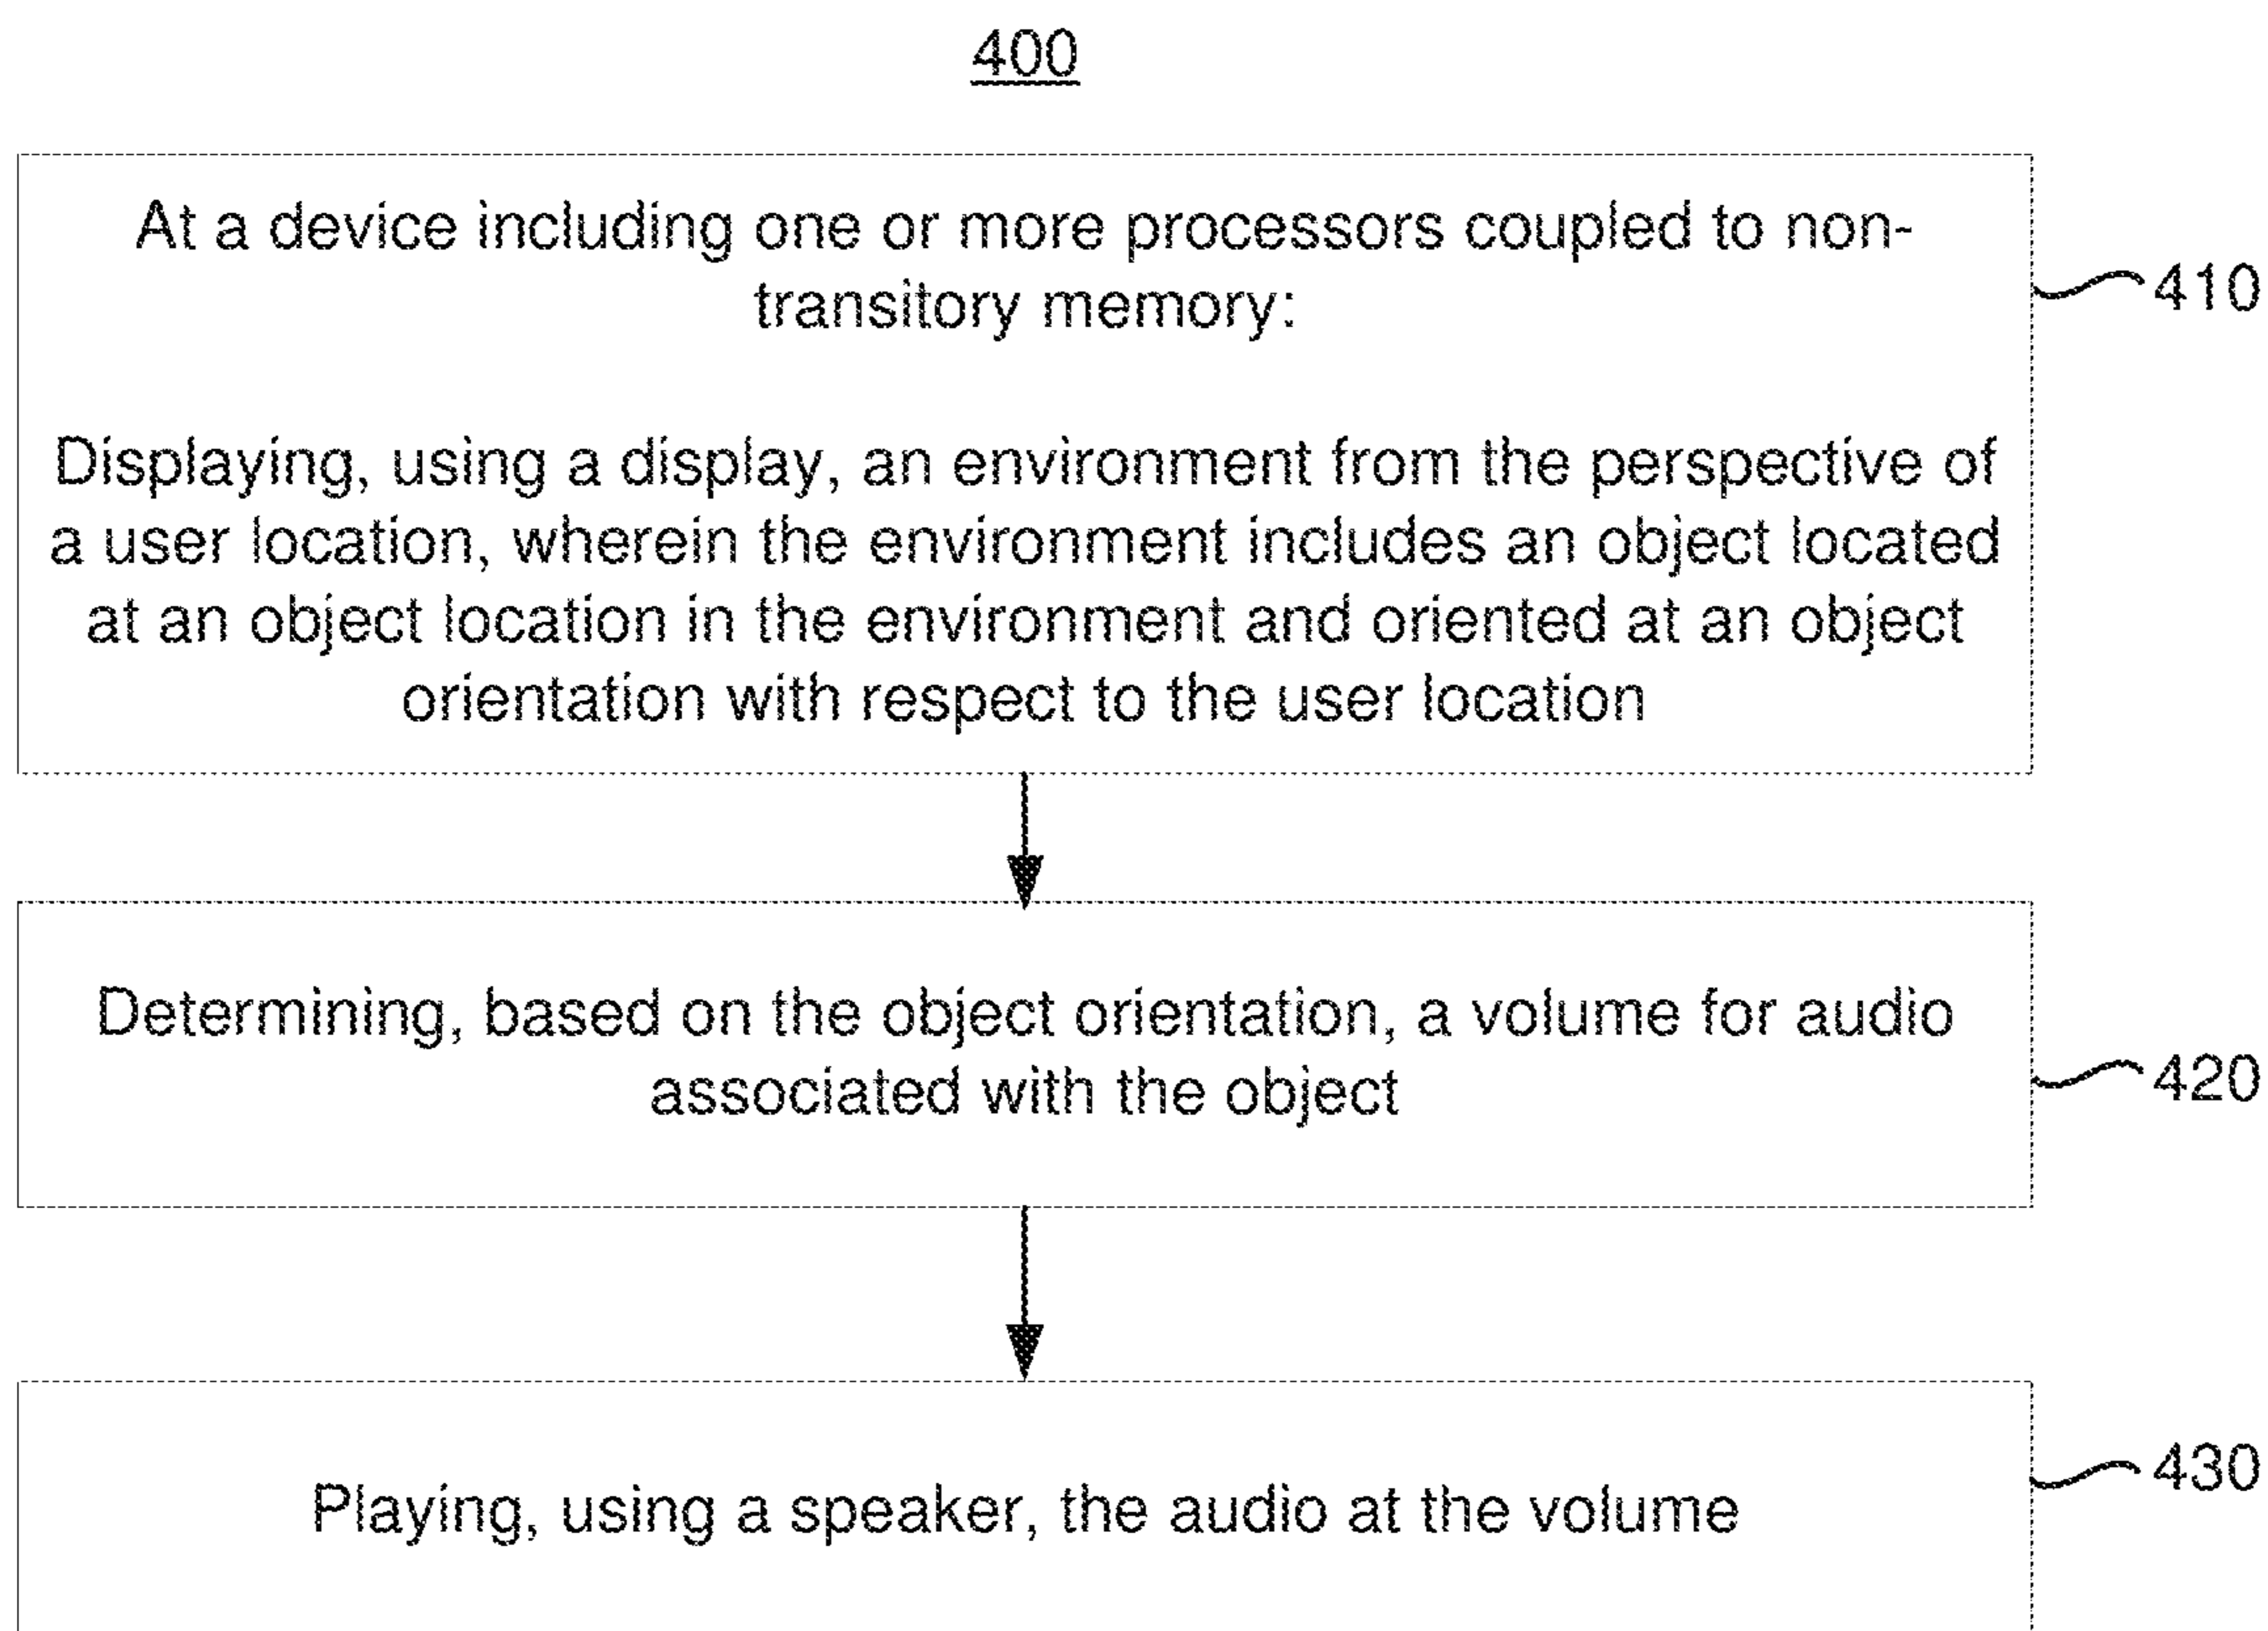 400
At a device including one or more processors coupled to non-
transitory memory:
410
Displaying, using a display, an environment from the perspective of
a user location, wherein the environment includes an object located
at an object location in the environment and oriented at an object
orientation with respect to the user location
Determining, based on the object orientation, a volume for audio
associated with the object
420
Playing, using a speaker, the audio at the volume
430